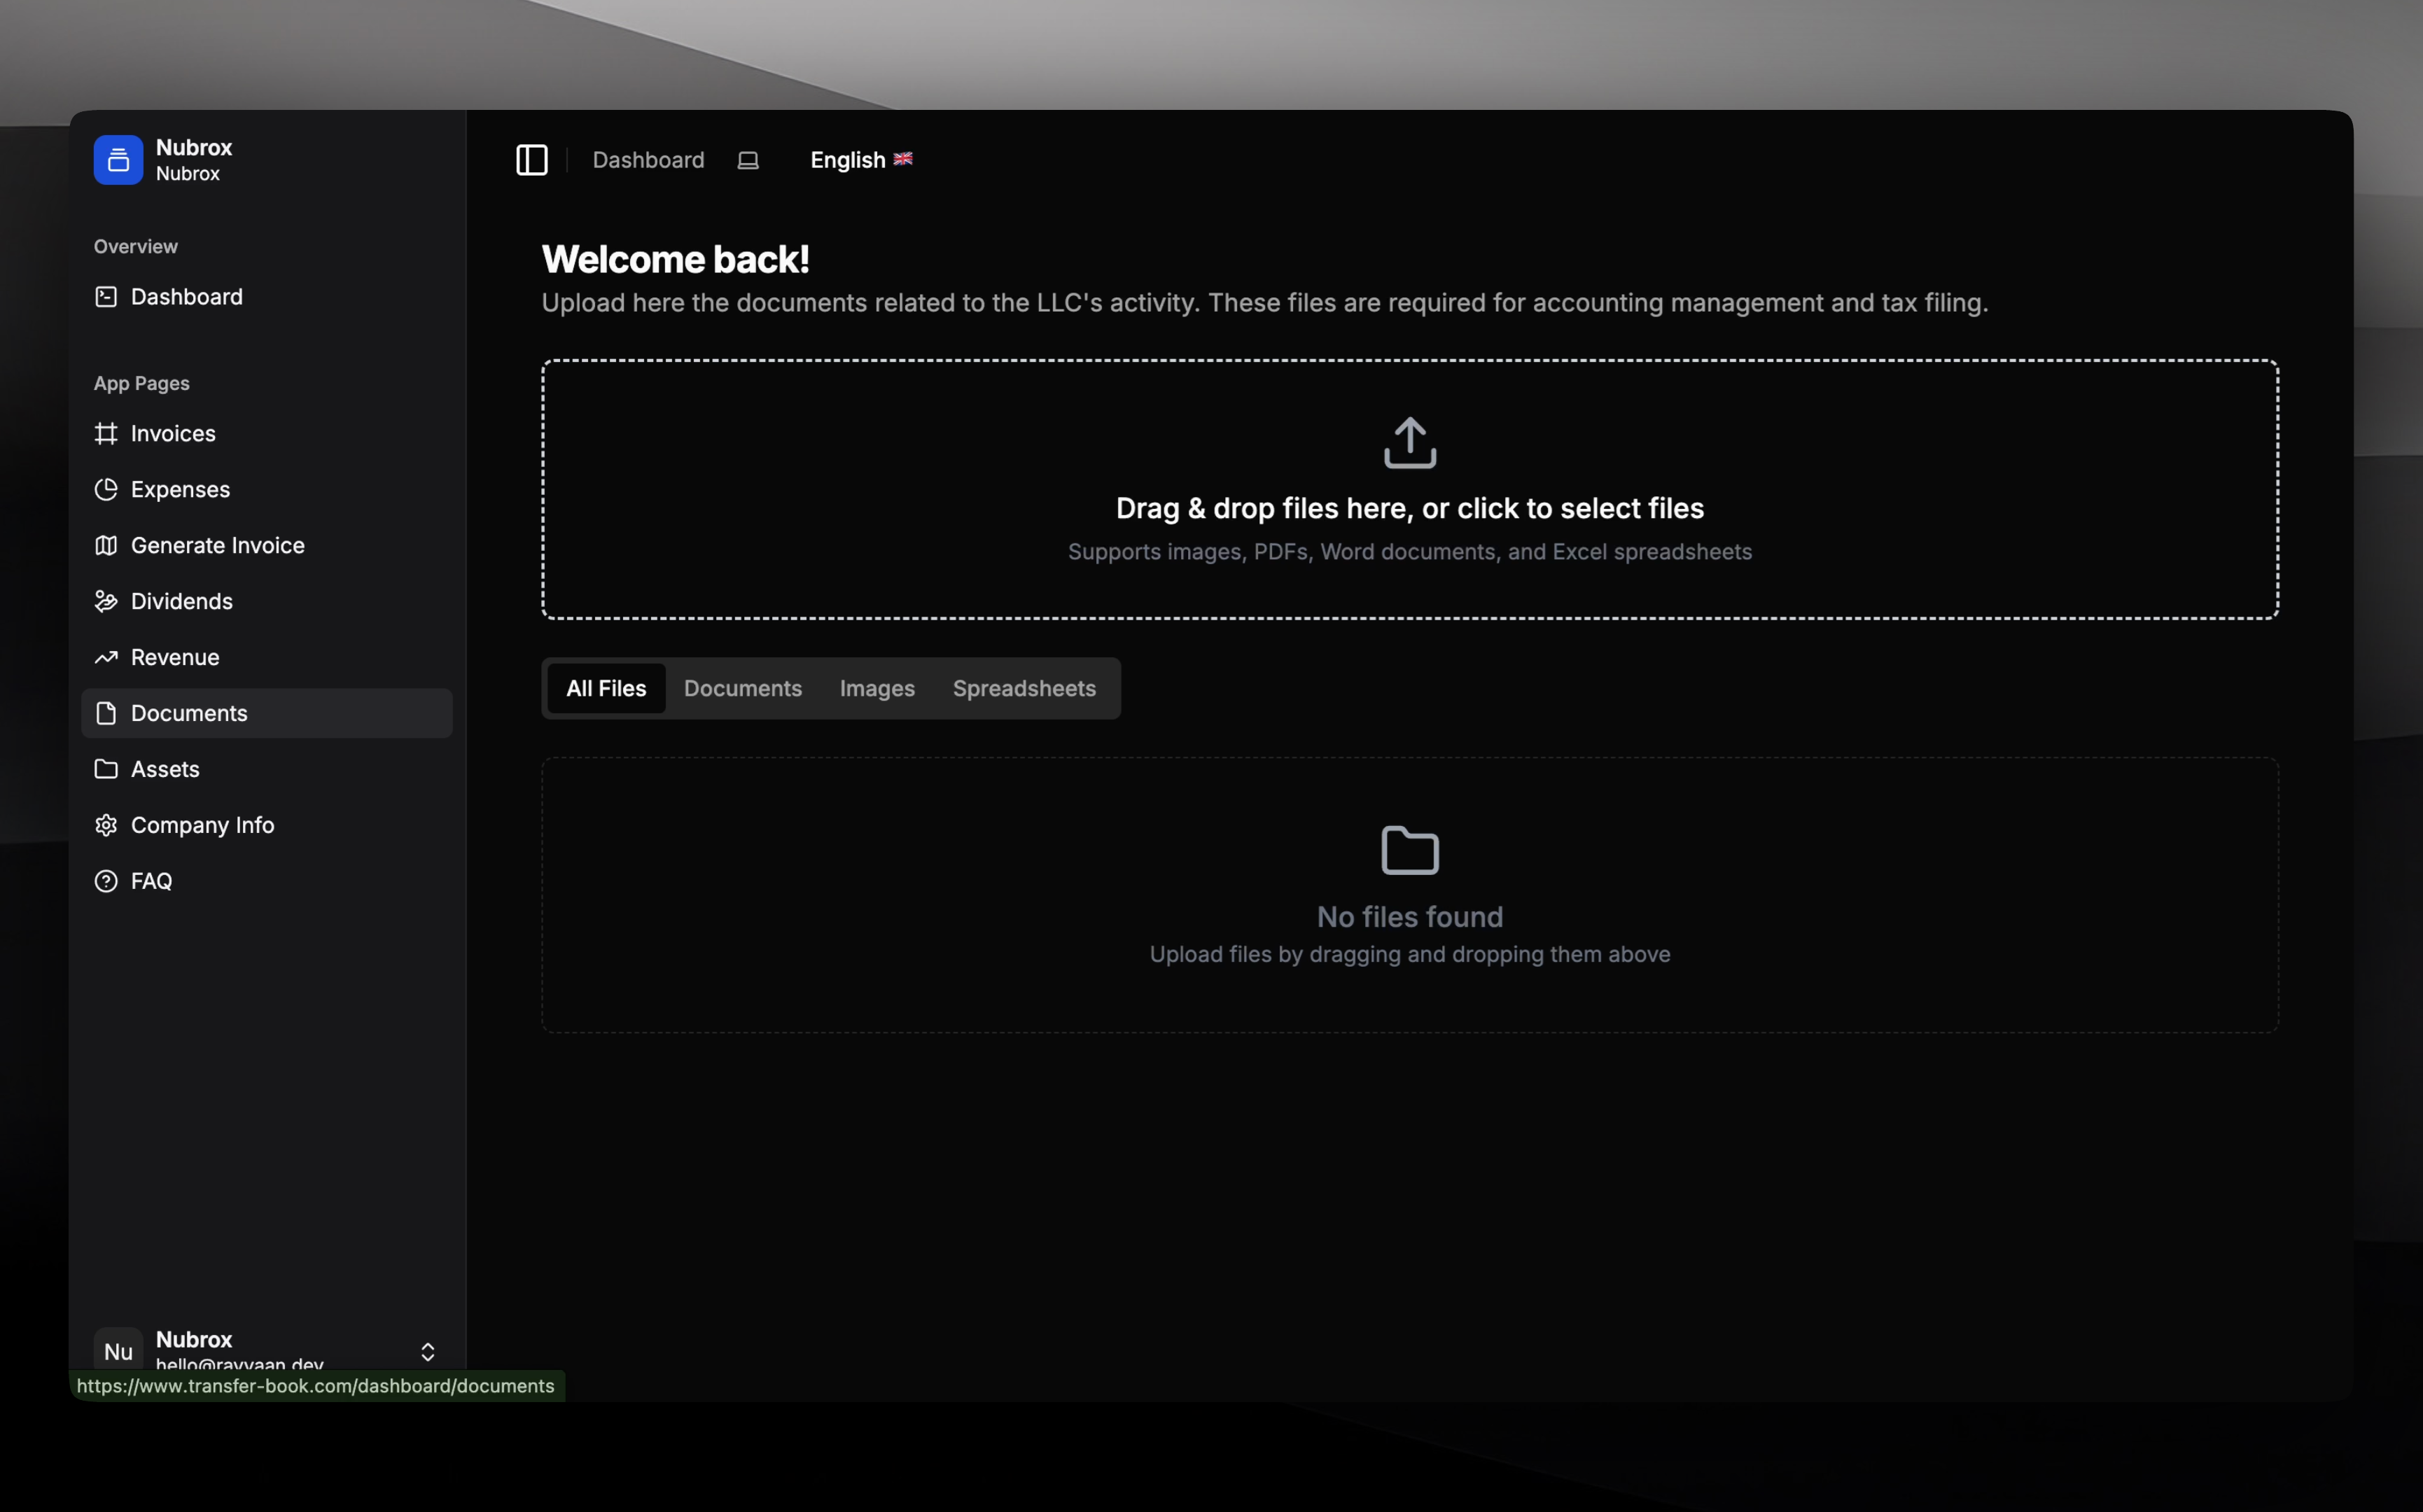 Nubrox
Nubrox
Overview
Dashboard
App Pages
Invoices
Expenses
Generate Invoice
Dividends
Revenue
Documents
Assets
Company Info
FAQ
Nu
Nubrox
hello@rayyaan.dev
https://www.transfer-book.com/dashboard/documents
Dashboard
English
Welcome back!
Upload here the documents related to the LLC's activity. These files are required for accounting management and tax filing.
Drag & drop files here, or click to select files
Supports images, PDFs, Word documents, and Excel spreadsheets
All Files Documents Images Spreadsheets
No files found
Upload files by dragging and dropping them above